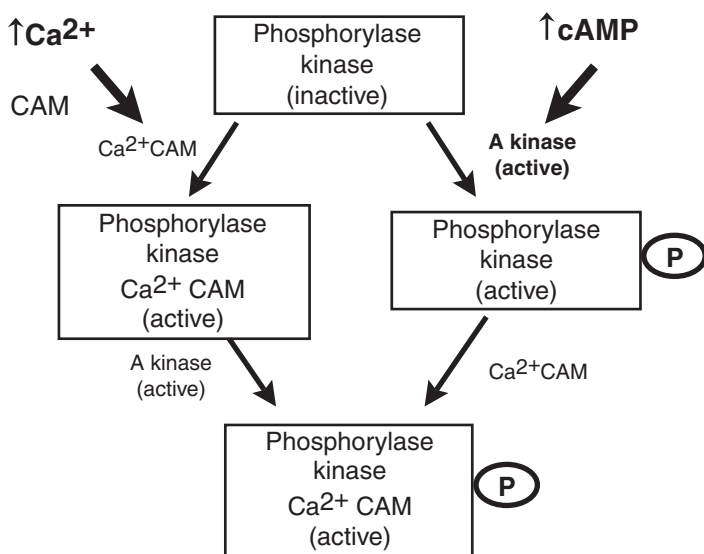 ↑Ca2+
CAM
Ca2+CAM
Phosphorylase
kinase
(inactive)
↑cAMP
A kinase
(active)
Phosphorylase
kinase
Ca2+ CAM
(active)
Phosphorylase
kinase
(active)
P
A kinase
(active)
Ca2+CAM
Phosphorylase
kinase
Ca2+ CAM
(active)
P